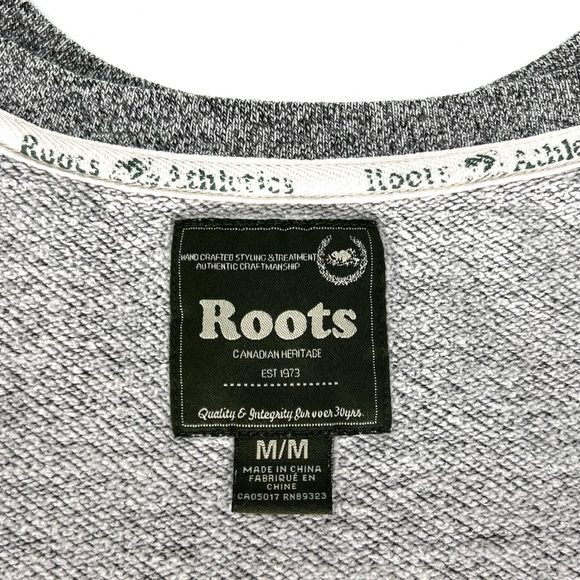 Roots Athletics Roots Athle
HAND CRAFTED STYLING & TREATMENT
AUTHENTIC CRAFTMANSHIP
Roots
CANADIAN HERITAGE
EST 1973
Quality & Integrity for over 30yrs.
M/M
MADE IN CHINA
FABRIQUÉ EN
CHINE
CA05017 RN89323